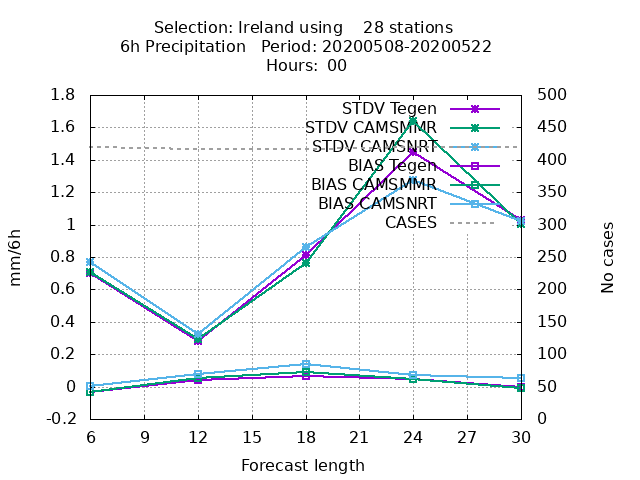 Selection: Ireland using 28 stations
6h Precipitation Period: 20200508-20200522
Hours: 00
1.8
1.6
1.4
1.2
1
0.8
0.6
0.4
0.2
0
-0.2
mm/6h
500
450
400
350
300
250
200
150
100
50
0
No cases
STDV Tegen
STDV CAMSMMR
STDV CAMSNRT
BIAS Tegen
BIAS CAMSMMR
BIAS CAMSNRT
CASES
6 9 12 15 18 21 24 27 30
Forecast length